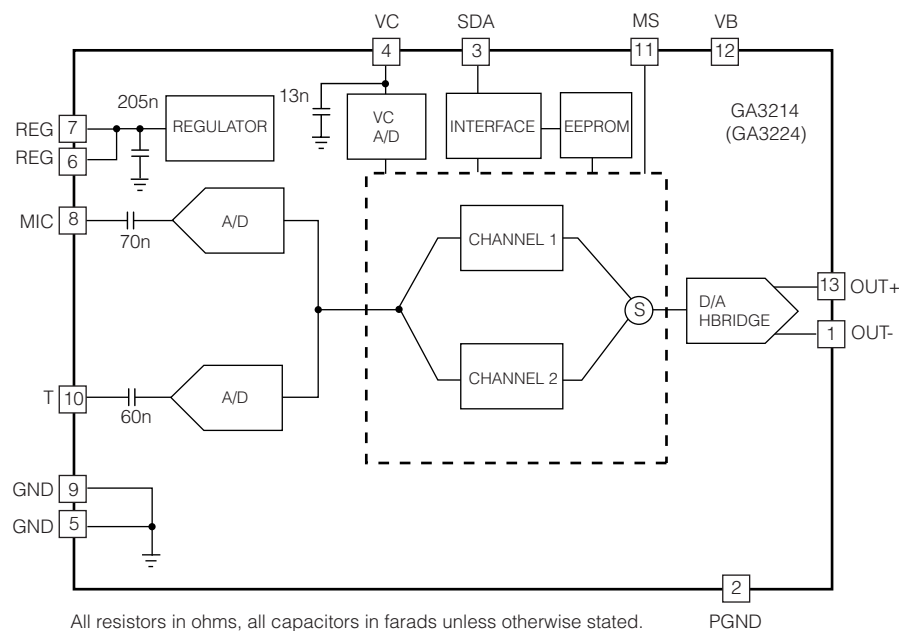 VC
SDA
MS
VB
4
3
11
12
205n
13n
REG
7
REGULATOR
VC
A/D
INTERFACE
EEPROM
GA3214
(GA3224)
REG
6
MIC
8
70n
A/D
CHANNEL 1
S
D/A
HBRIDGE
13
OUT+
1
OUT-
CHANNEL 2
T
10
60n
A/D
GND
9
GND
5
2
PGND
All resistors in ohms, all capacitors in farads unless otherwise stated.